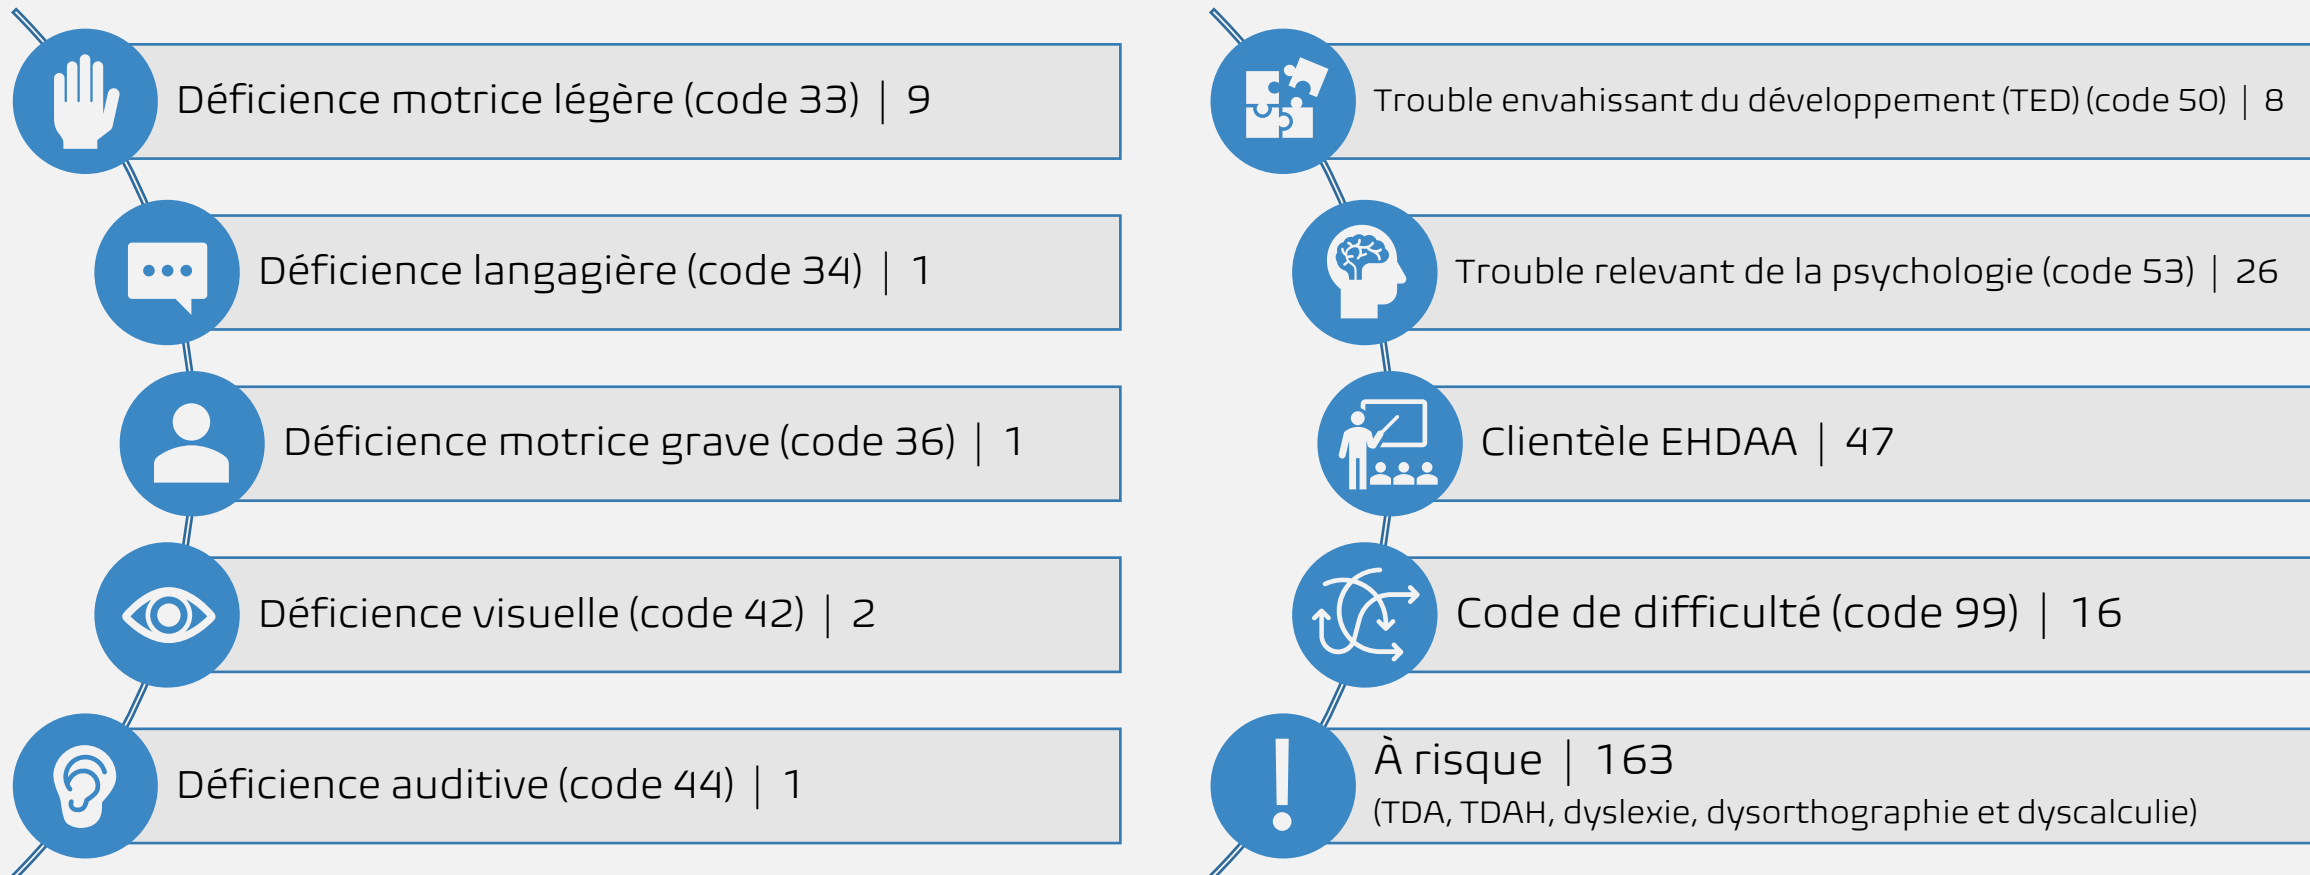 Déficience motrice légère (code 33) | 9
Déficience langagière (code 34) | 1
Déficience motrice grave (code 36) | 1
Déficience visuelle (code 42) | 2
Déficience auditive (code 44) | 1
Trouble envahissant du développement (TED) (code 50) | 8
Trouble relevant de la psychologie (code 53) | 26
Clientèle EHDAA | 47
Code de difficulté (code 99) | 16
À risque | 163
(TDA, TDAH, dyslexie, dysorthographie et dyscalculie)